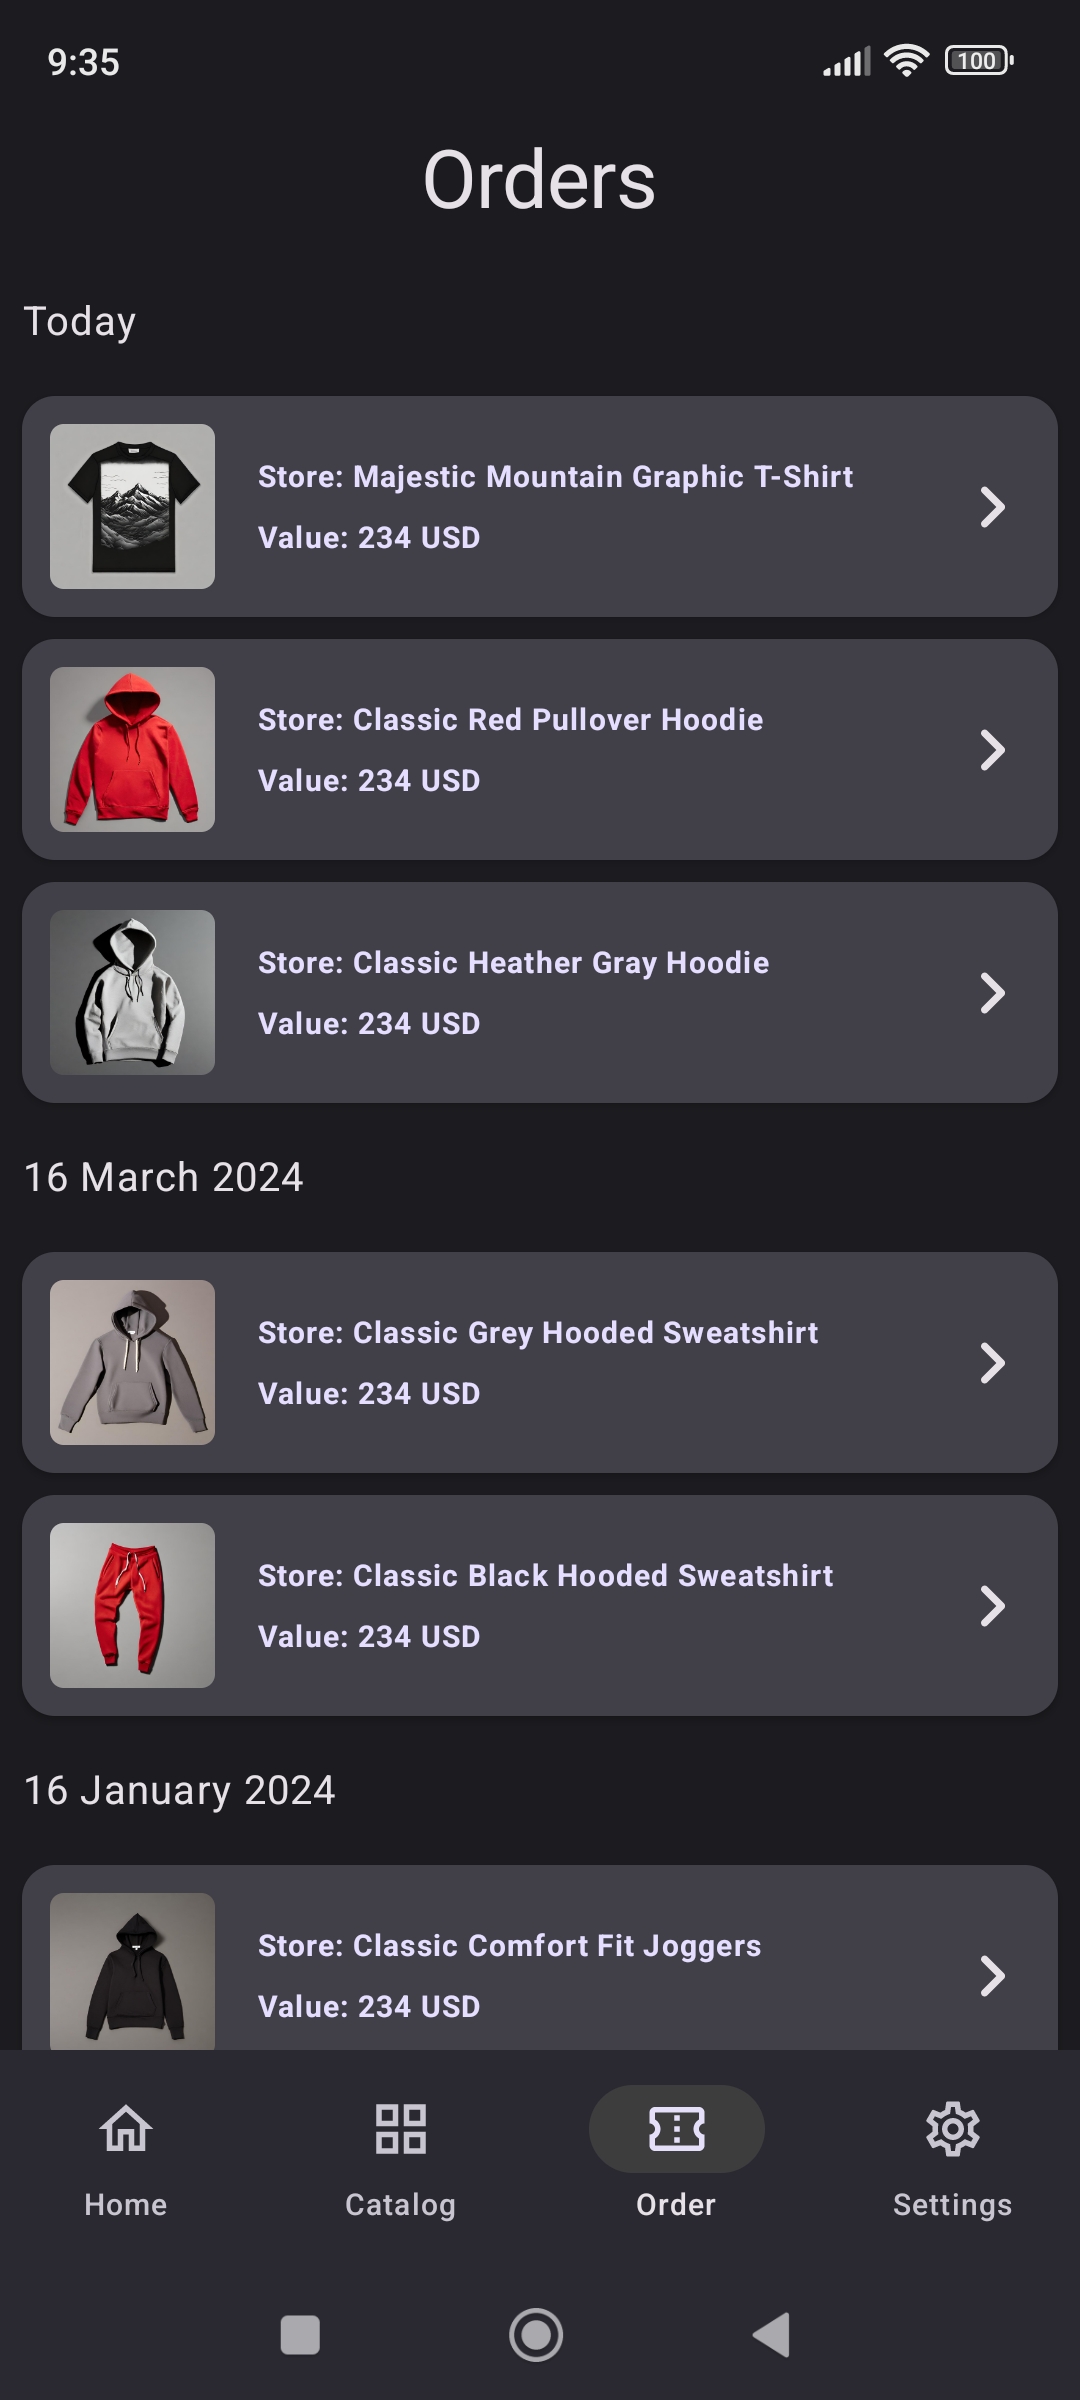 9:35
100
Orders
Today
Store: Majestic Mountain Graphic T-Shirt
Value: 234 USD
Store: Classic Red Pullover Hoodie
Value: 234 USD
Store: Classic Heather Gray Hoodie
Value: 234 USD
16 March 2024
Store: Classic Grey Hooded Sweatshirt
Value: 234 USD
Store: Classic Black Hooded Sweatshirt
Value: 234 USD
16 January 2024
Store: Classic Comfort Fit Joggers
Value: 234 USD
Home
Catalog
Order
Settings